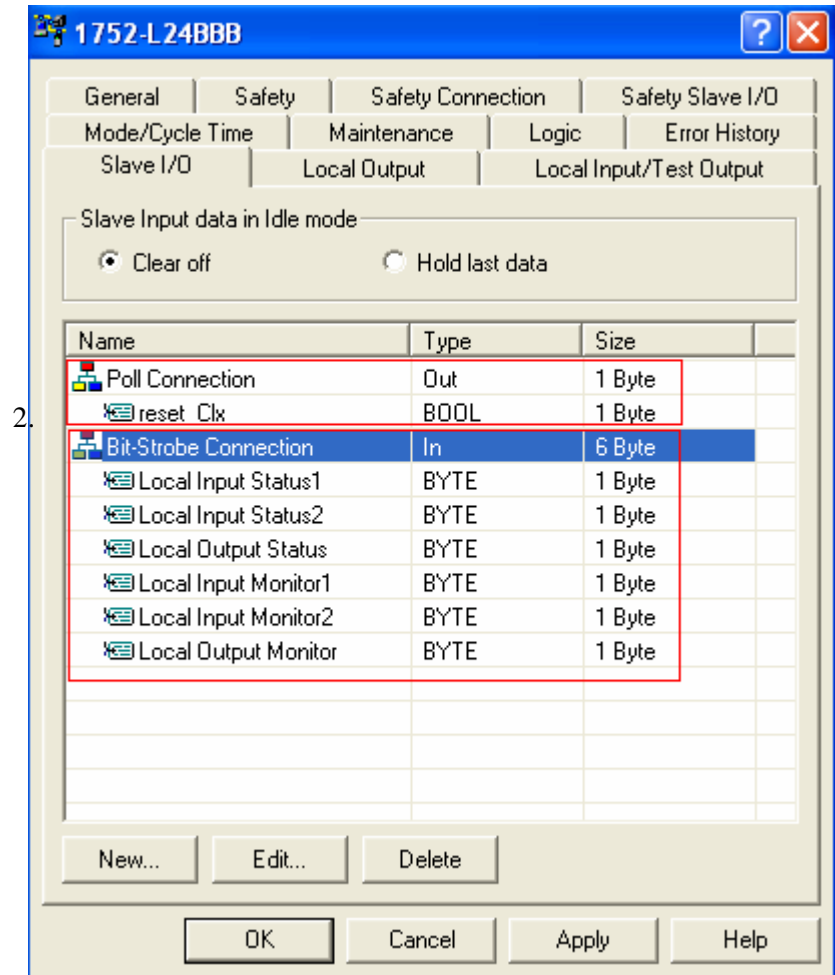 1752-L24BBB
General Safety Safety Connection Safety Slave I/O
Mode/Cycle Time Maintenance Logic Error History
Slave I/O Local Output Local Input/Test Output
Slave Input data in Idle mode
Clear off Hold last data
Name Type Size
Poll Connection Out 1 Byte
2.
reset_Clx BOOL 1 Byte
Bit-Strobe Connection In 6 Byte
Local Input Status1 BYTE 1 Byte
Local Input Status2 BYTE 1 Byte
Local Output Status BYTE 1 Byte
Local Input Monitor1 BYTE 1 Byte
Local Input Monitor2 BYTE 1 Byte
Local Output Monitor BYTE 1 Byte
New... Edit... Delete
OK Cancel Apply Help